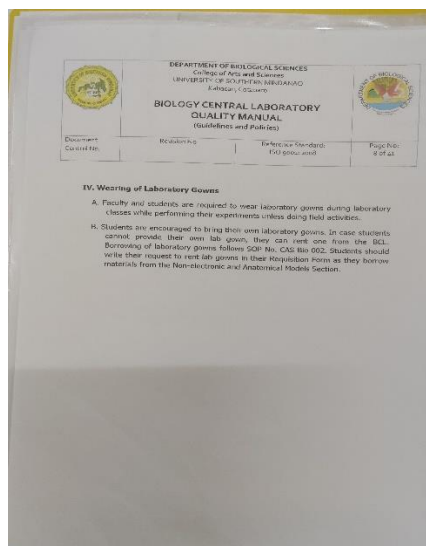 DEPARTMENT OF BIOLOGICAL SCIENCES
College of Arts and Sciences
UNIVERSITY OF SOUTHERN MINDANAO
Kabacan, Cotabato
BIOLOGY CENTRAL LABORATORY
QUALITY MANUAL
(Guidelines and Policies)
Document
Control No.
Revision No.
Reference Standard:
ISO 9001:2008
Page No:
IV. Wearing of Laboratory Gowns
A. Faculty and students are required to wear laboratory gowns during laboratory
classes while performing their experiments unless doing field activities.
B. Students are encouraged to bring their own laboratory gowns. In case students
cannot provide their own lab gown, they can rent one from the BCL.
Borrowing of laboratory gowns follows SOP No. CAS Bio 002. Students should
write their request to rent lab gowns in their Requisition Form as they borrow
materials from the Non-electronic and Anatomical Models Section.